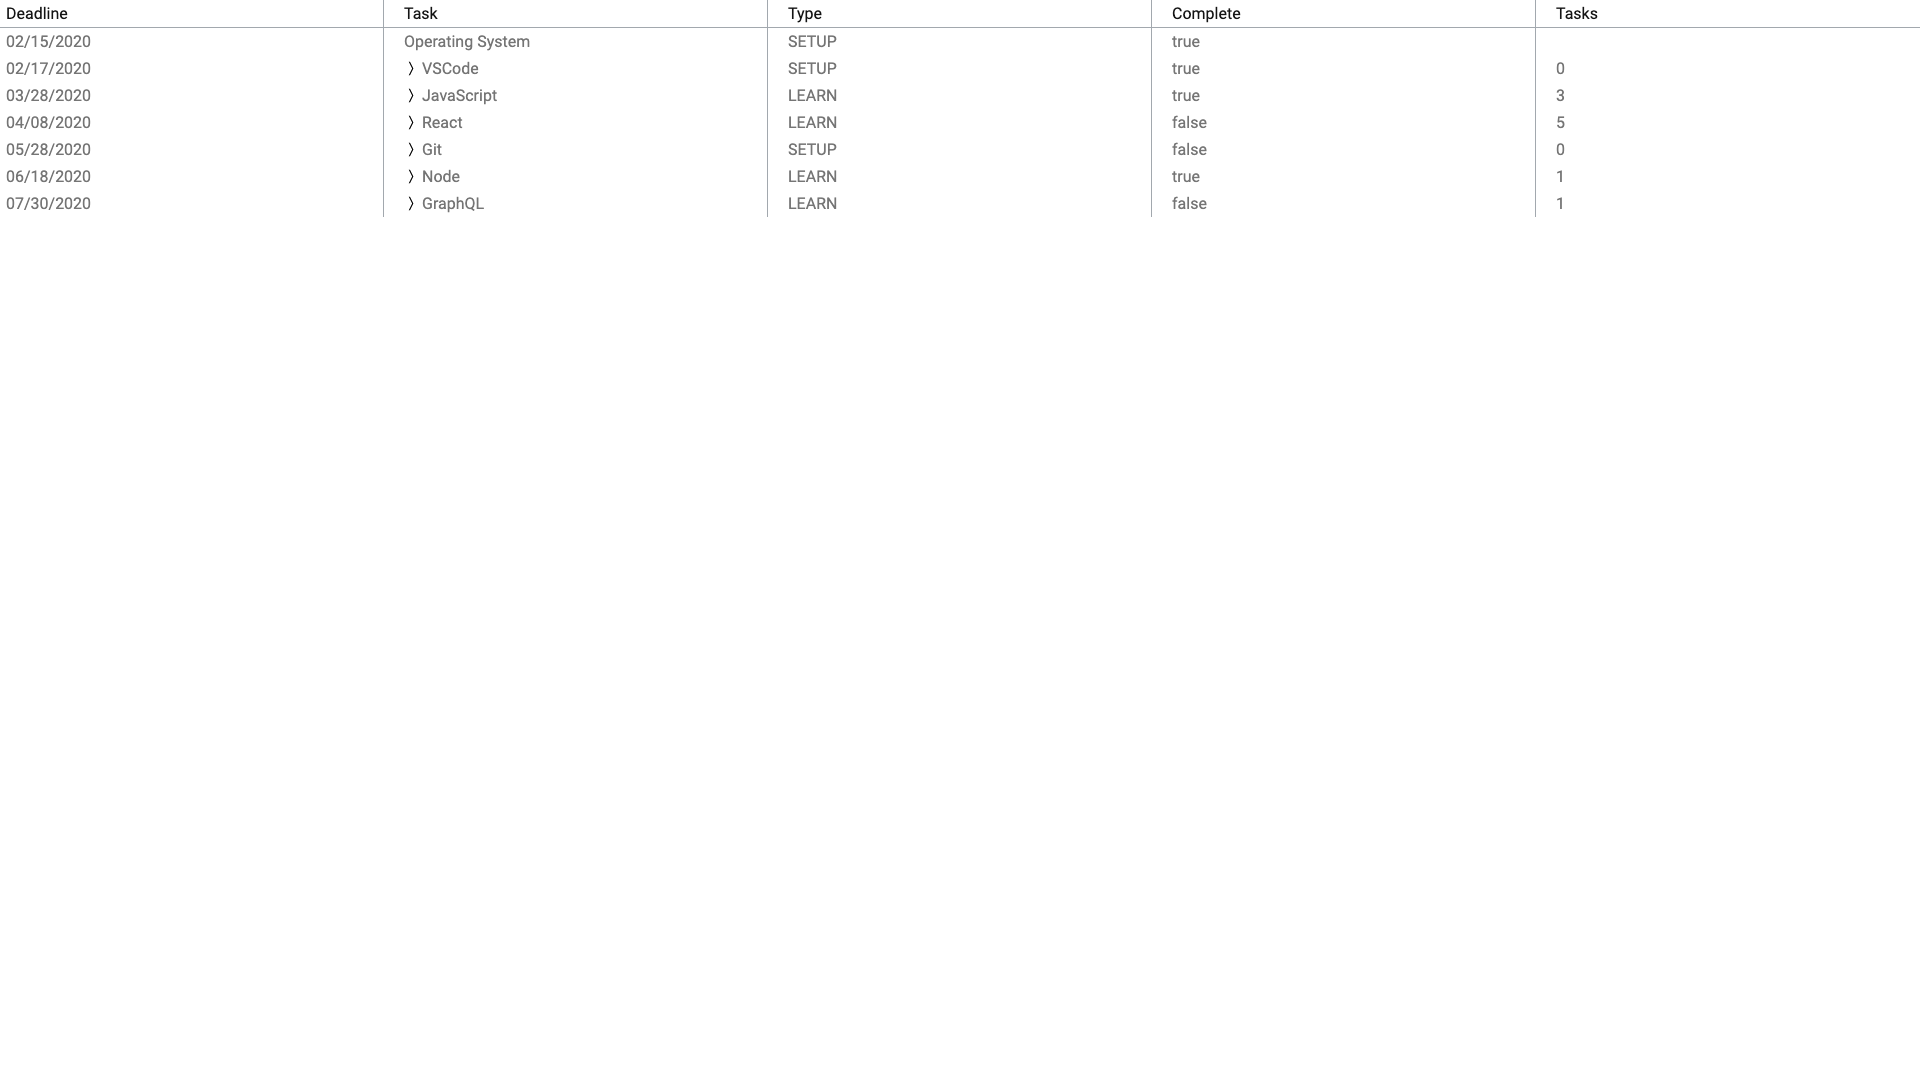 Deadline Task Type Complete Tasks
02/15/2020 Operating System SETUP true
02/17/2020 〉 VSCode SETUP true 0
03/28/2020 〉 JavaScript LEARN true 3
04/08/2020 〉 React LEARN false 5
05/28/2020 〉 Git SETUP false 0
06/18/2020 〉 Node LEARN true 1
07/30/2020 〉 GraphQL LEARN false 1